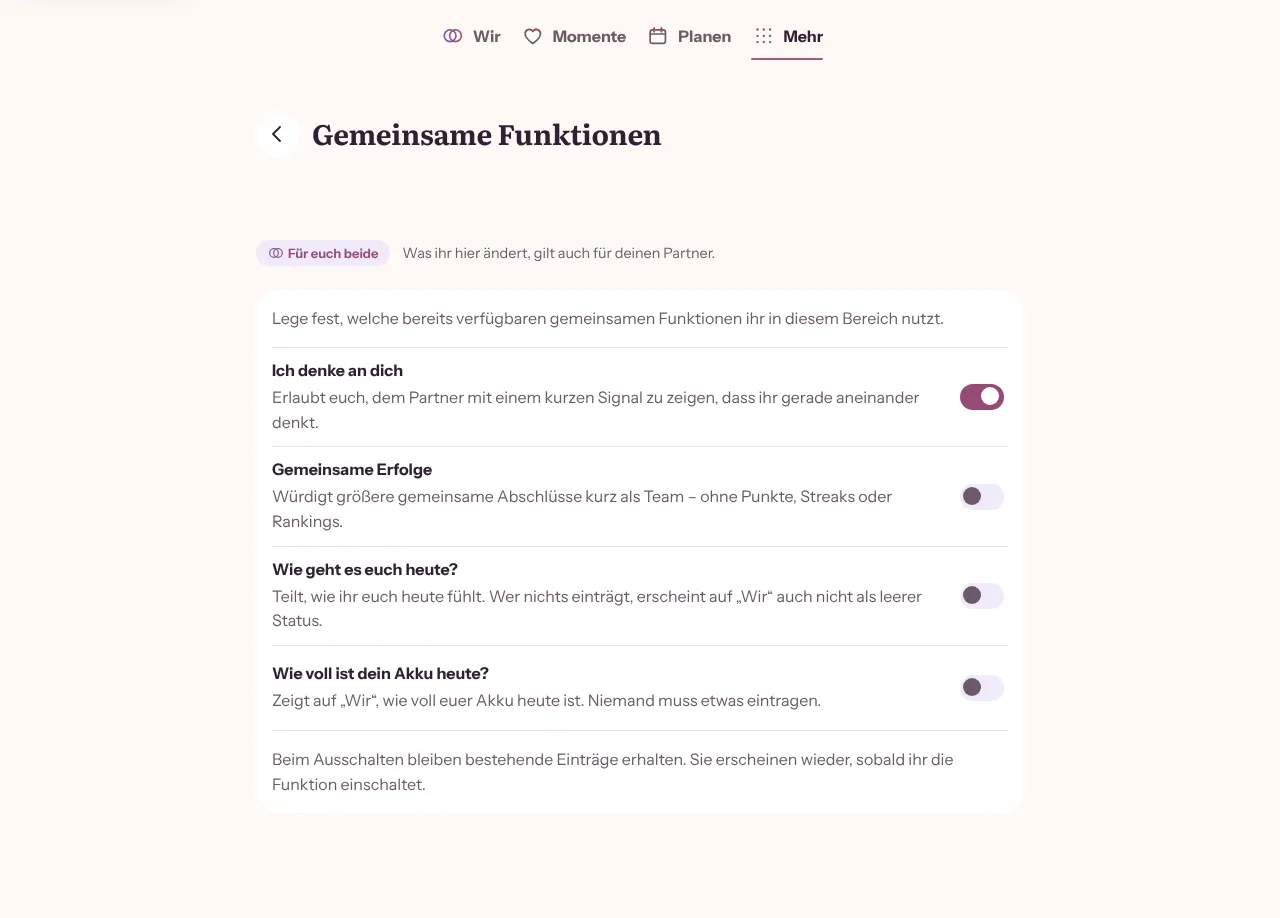 Wir Momente Planen Mehr
Gemeinsame Funktionen
Für euch beide Was ihr hier ändert, gilt auch für deinen Partner.
Lege fest, welche bereits verfügbaren gemeinsamen Funktionen ihr in diesem Bereich nutzt.
Ich denke an dich
Erlaubt euch, dem Partner mit einem kurzen Signal zu zeigen, dass ihr gerade aneinander
denkt.
Gemeinsame Erfolge
Würdigt größere gemeinsame Abschlüsse kurz als Team – ohne Punkte, Streaks oder
Rankings.
Wie geht es euch heute?
Teilt, wie ihr euch heute fühlt. Wer nichts einträgt, erscheint auf „Wir“ auch nicht als leerer
Status.
Wie voll ist dein Akku heute?
Zeigt auf „Wir“, wie voll euer Akku heute ist. Niemand muss etwas eintragen.
Beim Ausschalten bleiben bestehende Einträge erhalten. Sie erscheinen wieder, sobald ihr die
Funktion einschaltet.